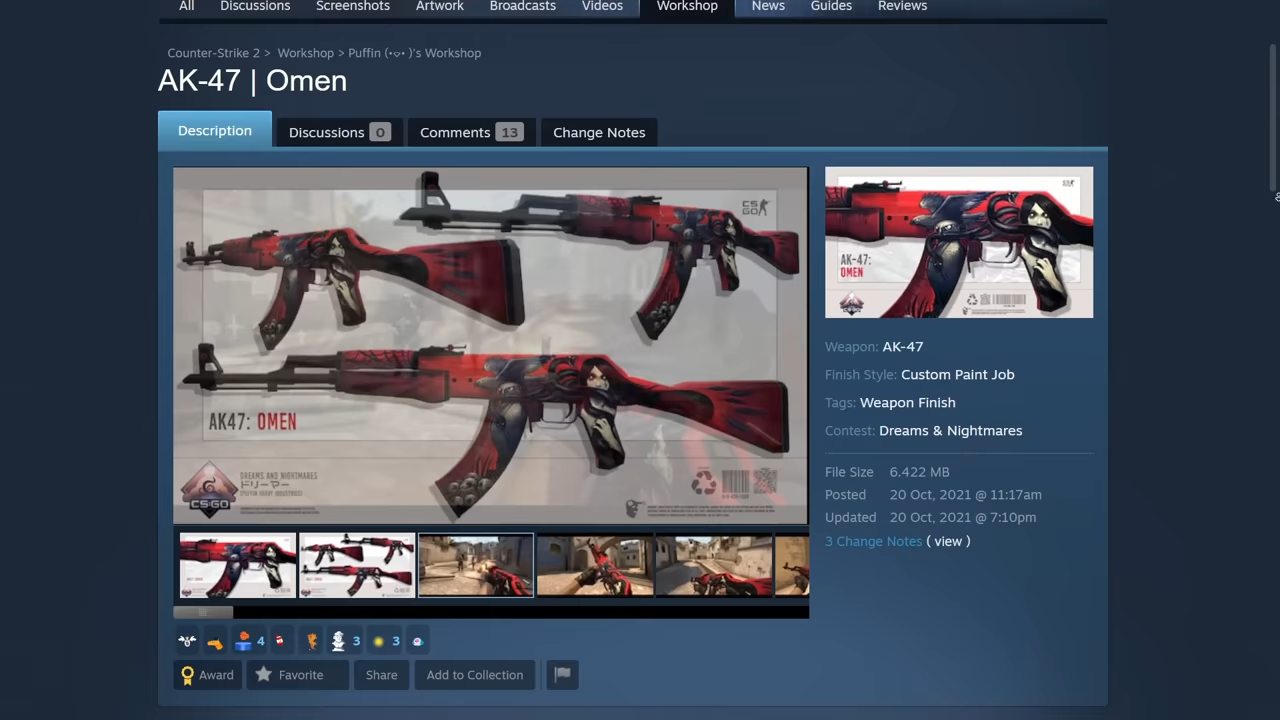 All Discussions Screenshots Artwork Broadcasts Videos Workshop News Guides Reviews
Counter-Strike 2 > Workshop > Puffin (•⌔• )'s Workshop
AK-47 | Omen
Description Discussions 0 Comments 13 Change Notes
CS GO
AK47: OMEN
DREAMS AND NIGHTMARES
ドリーマー
CS:GO
AK-47:
OMEN
Weapon: AK-47
Finish Style: Custom Paint Job
Tags: Weapon Finish
Contest: Dreams & Nightmares
File Size 6.422 MB
Posted 20 Oct, 2021 @ 11:17am
Updated 20 Oct, 2021 @ 7:10pm
3 Change Notes ( view )
4 3 3
Award Favorite Share Add to Collection